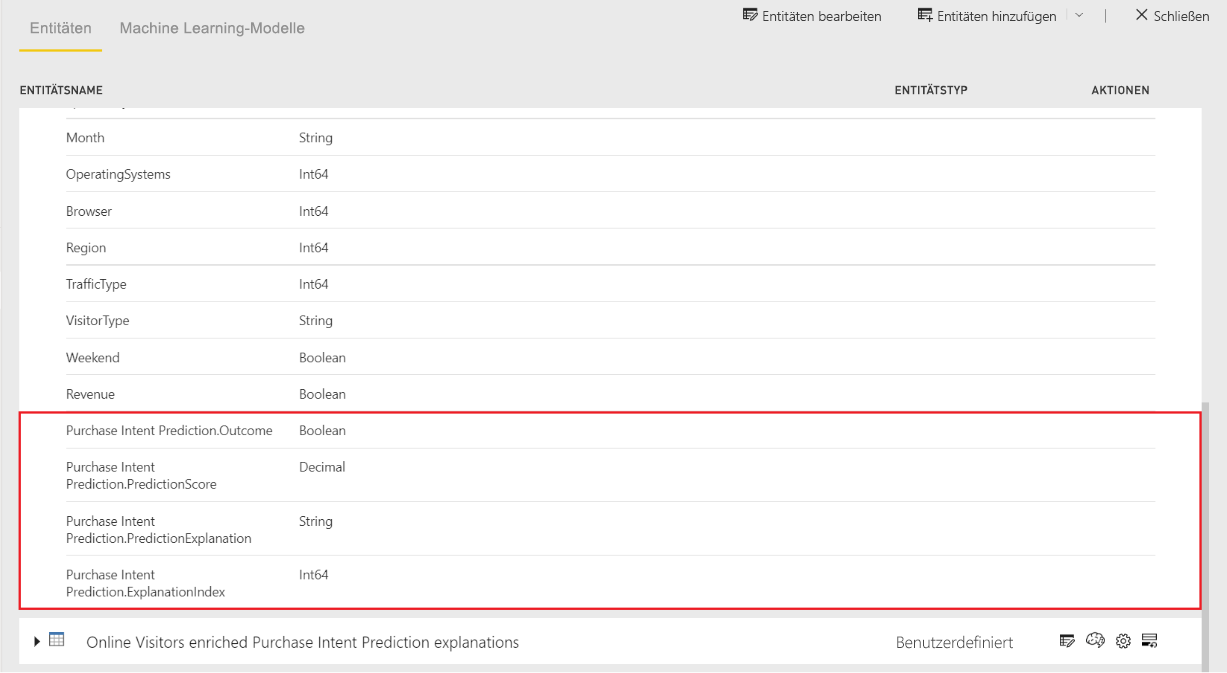 Entitäten bearbeiten Entitäten hinzufügen Schließen
Entitäten Machine Learning-Modelle
ENTITÄTSNAME ENTITÄTSTYP AKTIONEN
Month String
OperatingSystems Int64
Browser Int64
Region Int64
TrafficType Int64
VisitorType String
Weekend Boolean
Revenue Boolean
Purchase Intent Prediction.Outcome Boolean
Purchase Intent Decimal
Prediction.PredictionScore
Purchase Intent String
Prediction.PredictionExplanation
Purchase Intent Int64
Prediction.ExplanationIndex
Online Visitors enriched Purchase Intent Prediction explanations Benutzerdefiniert